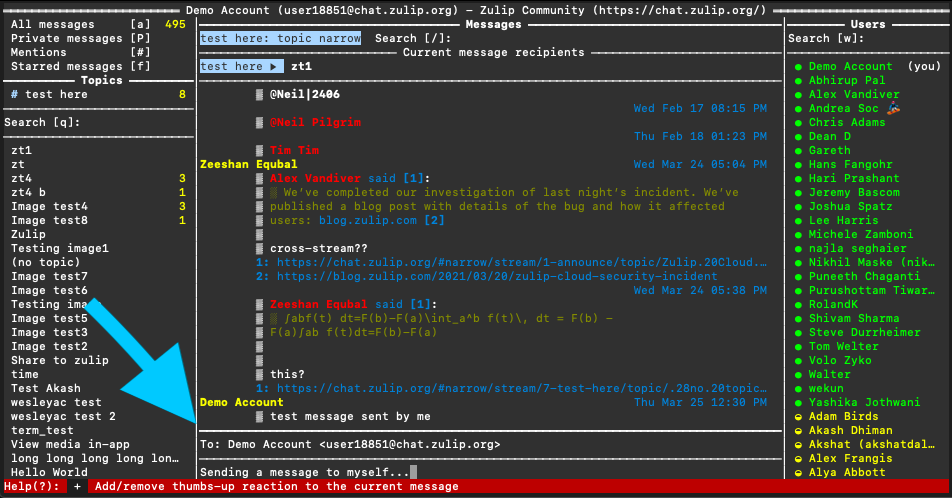 Demo Account (user18851@chat.zulip.org) – Zulip Community (https://chat.zulip.org/)
All messages [a] 495
Private messages [P]
Mentions [#]
Starred messages [f]
Topics
# test here 8
Search [q]:
zt1
zt
zt4 3
zt4 b 1
Image test4 3
Image test8 1
Zulip
Testing image1
(no topic)
Image test7
Image test6
Testing
Image test5
Image test3
Image test2
Share to zulip
time
Test Akash
wesleyac test
wesleyac test 2
term_test
View media in-app
long long long long lon…
Hello World
Messages
test here: topic narrow Search [/]:
Current message recipients
test here ▶ zt1
@Neil|2406
Wed Feb 17 08:15 PM
@Neil Pilgrim
Thu Feb 18 01:23 PM
Tim Tim
Zeeshan Equbal Wed Mar 24 05:04 PM
Alex Vandiver said [1]:
We've completed our investigation of last night's incident. We've
published a blog post with details of the bug and how it affected
users: blog.zulip.com [2]
cross-stream??
1: https://chat.zulip.org/#narrow/stream/1-announce/topic/Zulip.20Cloud.…
2: https://blog.zulip.com/2021/03/20/zulip-cloud-security-incident
Wed Mar 24 05:38 PM
Zeeshan Equbal said [1]:
∫abf(t) dt=F(b)−F(a)\int_a^b f(t)\, dt = F(b) −
F(a)∫ab f(t)dt=F(b)−F(a)
this?
1: https://chat.zulip.org/#narrow/stream/7-test-here/topic/.28no.20topic…
Demo Account Thu Mar 25 12:30 PM
test message sent by me
To: Demo Account <user18851@chat.zulip.org>
Sending a message to myself...
Users
Search [w]:
Demo Account (you)
Abhirup Pal
Alex Vandiver
Andrea Soc
Chris Adams
Dean D
Gareth
Hans Fangohr
Hari Prashant
Jeremy Bascom
Joshua Spatz
Lee Harris
Michele Zamboni
najla seghaier
Nikhil Maske (nik…
Puneeth Chaganti
Purushottam Tiwar…
RolandK
Shivam Sharma
Steve Durrheimer
Tom Welter
Volo Zyko
Walter
wekun
Yashika Jothwani
Adam Birds
Akash Dhiman
Akshat (akshatdal…
Alex Frangis
Alya Abbott
Help(?): + Add/remove thumbs-up reaction to the current message